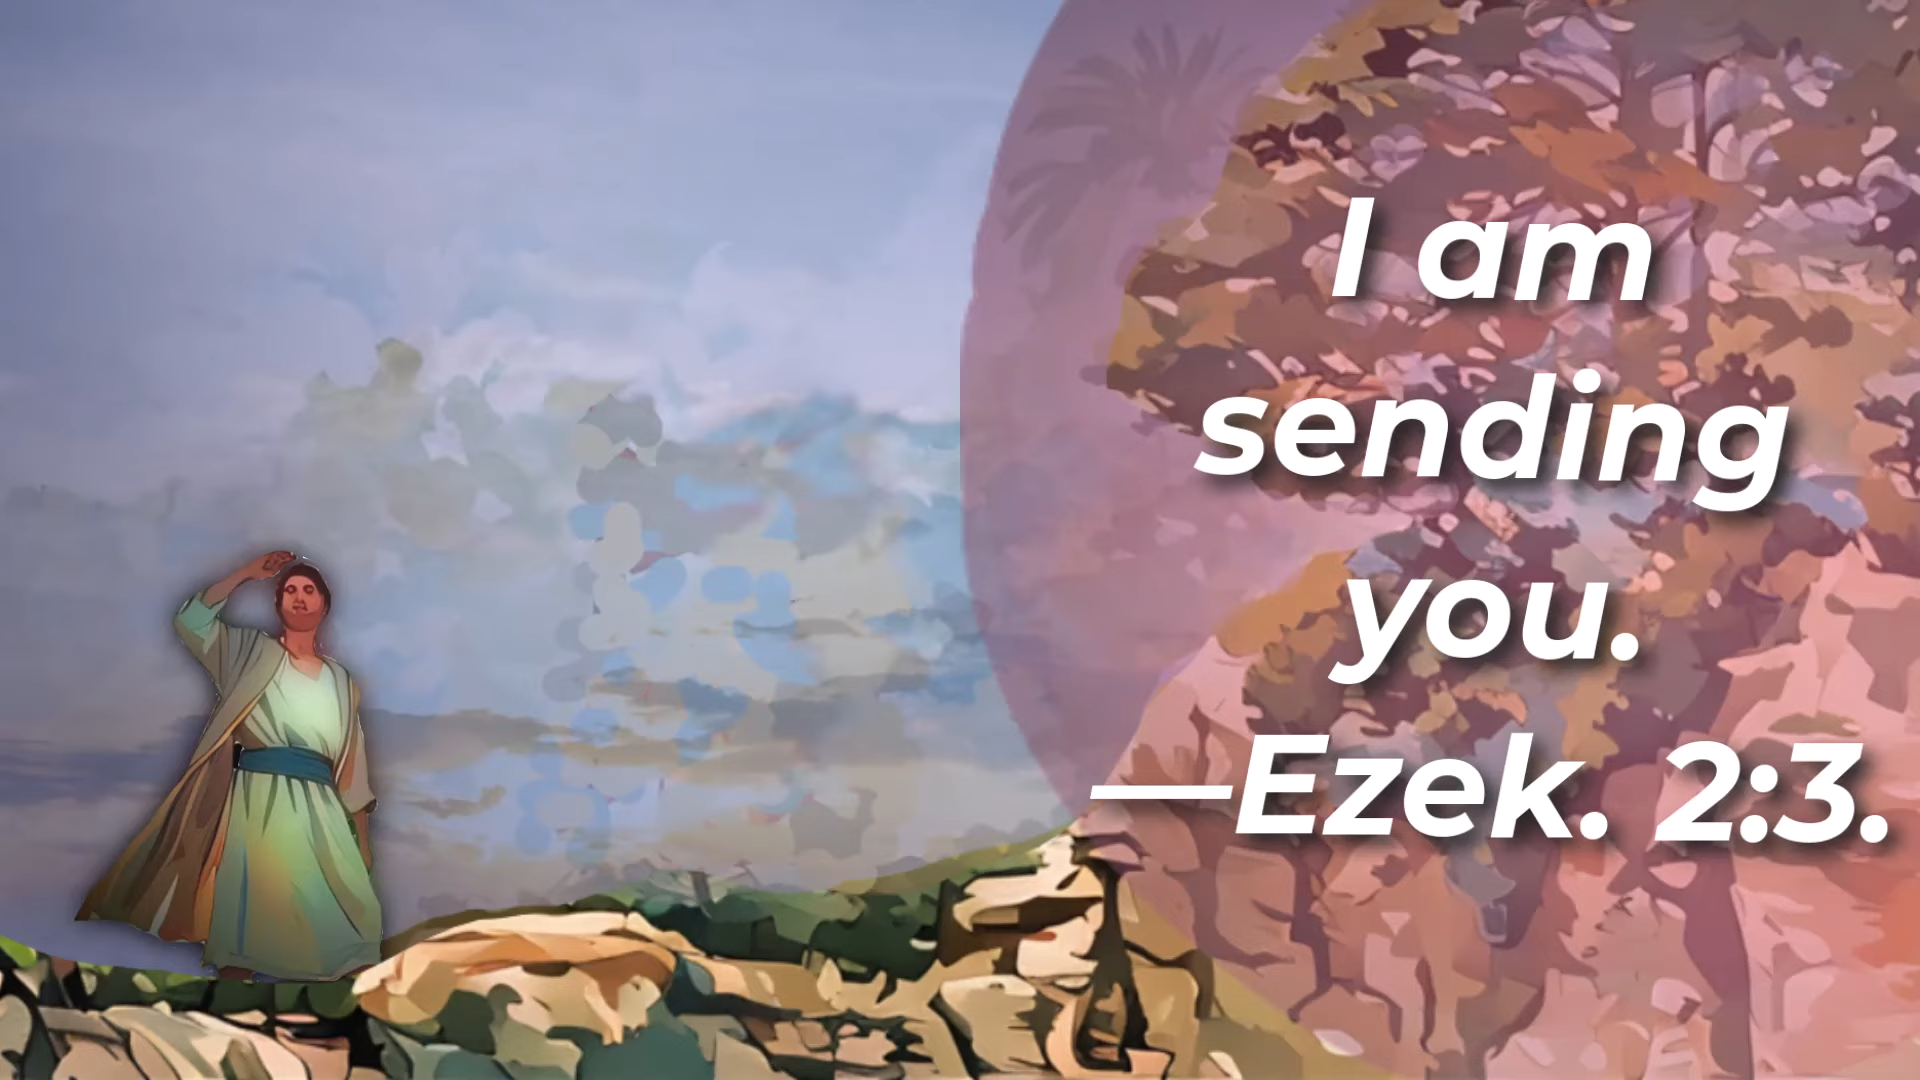 I am
sending
you.
—Ezek. 2:3.